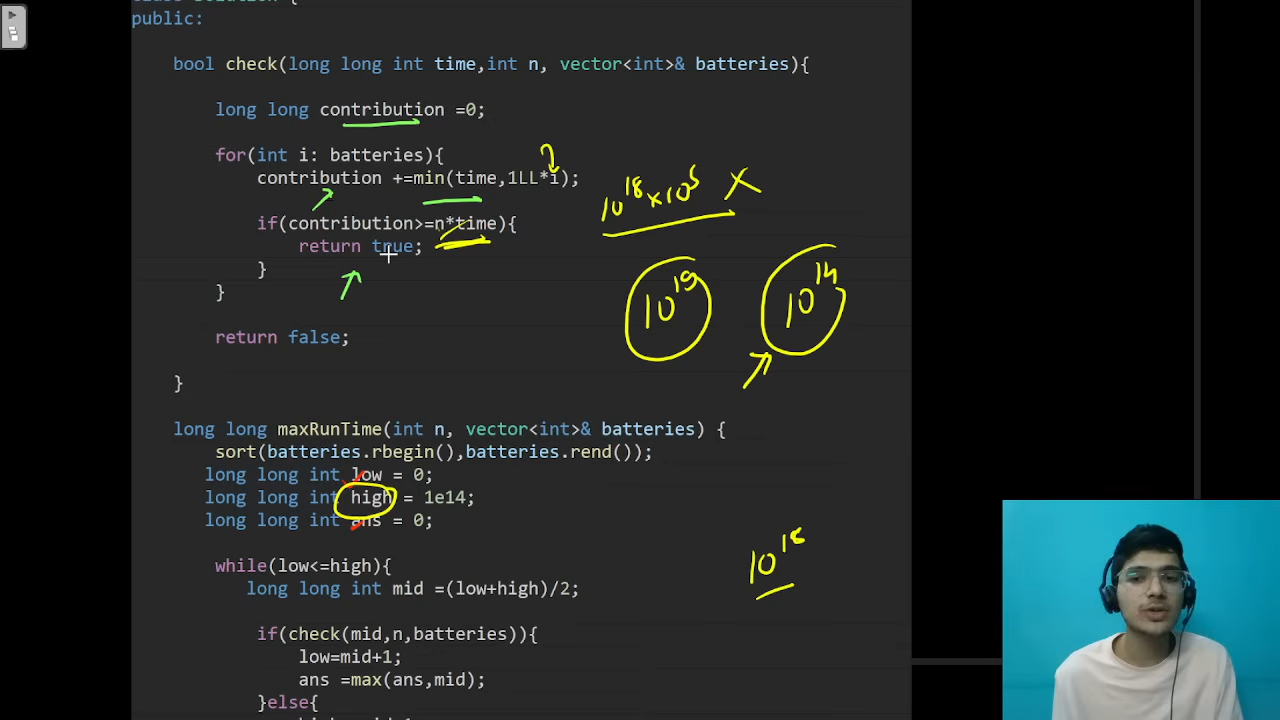 public:
bool check(long long int time,int n, vector<int>& batteries){
long long contribution =0;
for(int i: batteries){
contribution +=min(time,1LL*i);
if(contribution>=n*time){
return true;
}
}
return false;
}
10^18 x 10^5 X
10^19
10^14
long long maxRunTime(int n, vector<int>& batteries) {
sort(batteries.rbegin(),batteries.rend());
long long int low = 0;
long long int high = 1e14;
long long int ans = 0;
10^18
while(low<=high){
long long int mid =(low+high)/2;
if(check(mid,n,batteries)){
low=mid+1;
ans =max(ans,mid);
}else{